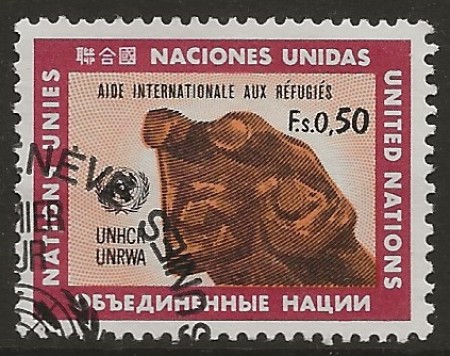 聯合國 NACIONES UNIDAS
AIDE INTERNATIONALE AUX RÉFUGIÉS
F.s.0,50
NATIONS UNIES
UNITED NATIONS
UNHCR
UNRWA
ОБЪЕДИНЕННЫЕ НАЦИИ
UNIES